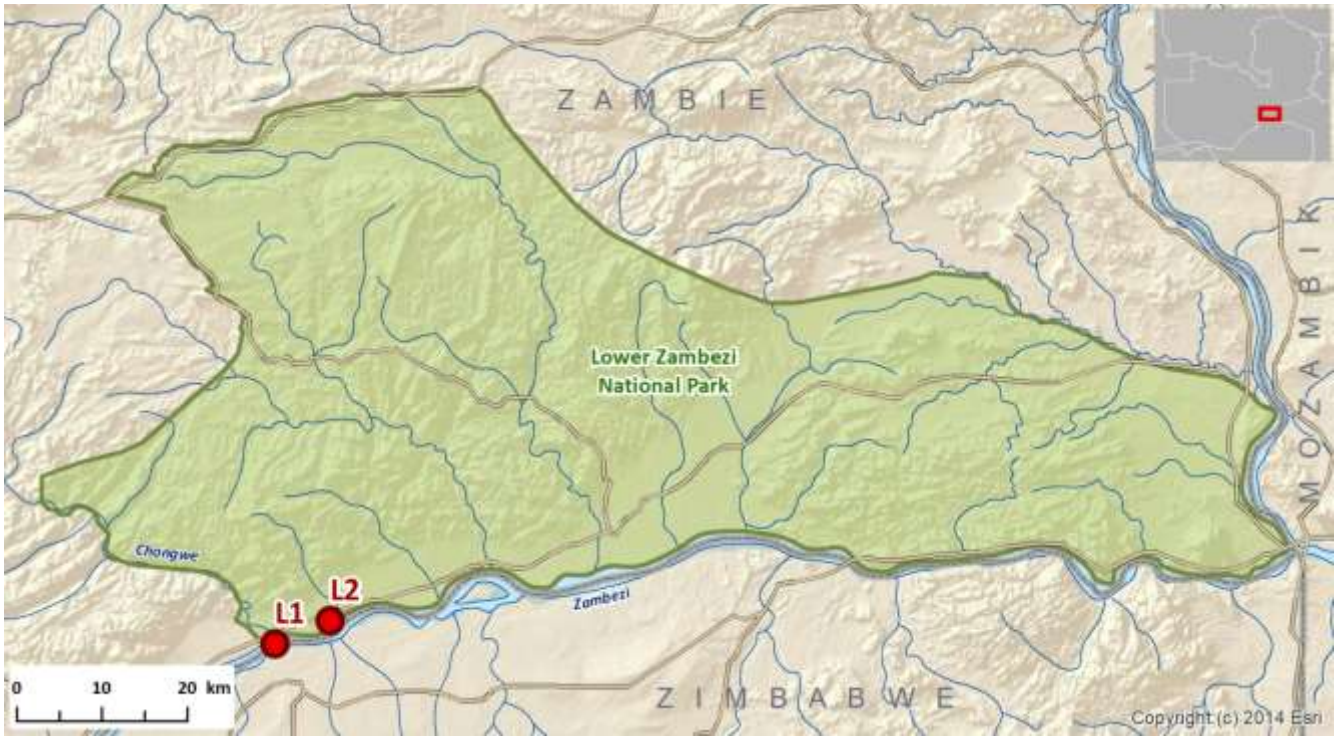 ZAMBIE
MOZAMBIK
Lower Zambezi
National Park
Chongwe
L2
L1
Zambezi
0 10 20 km
ZIMBABWE
Copyright (c) 2014 Esri